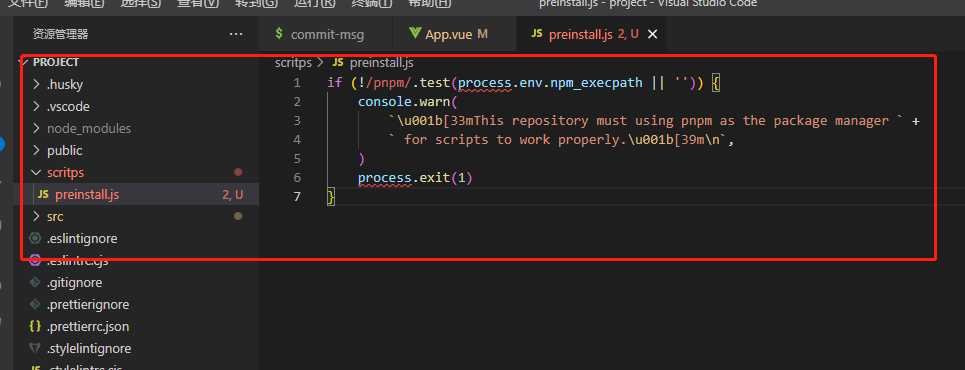 文件(F) 编辑(E) 选择(S) 查看(V) 转到(G) 运行(R) 终端(T) 帮助(H) preinstall.js - project - Visual Studio Code
资源管理器 ···
$ commit-msg
App.vue M
JS preinstall.js 2, U
PROJECT
.husky
.vscode
node_modules
public
scritps
JS preinstall.js 2, U
src
.eslintignore
.eslintrc.cjs
.gitignore
.prettierignore
{} .prettierrc.json
.stylelintignore
JS .stylelintrc.cjs
scritps > JS preinstall.js
1 if (!/pnpm/.test(process.env.npm_execpath || '')) {
2 console.warn(
3 `\u001b[33mThis repository must using pnpm as the package manager ` +
4 ` for scripts to work properly.\u001b[39m\n`,
5 )
6 process.exit(1)
7 }